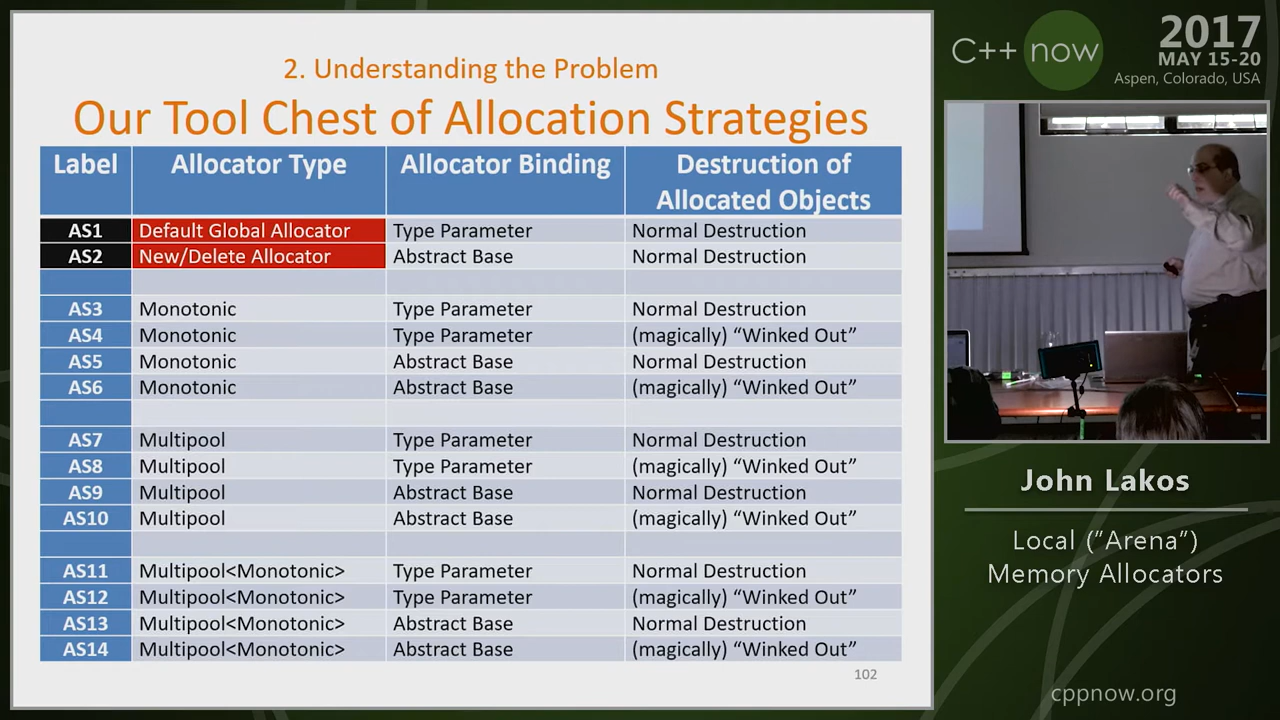 2. Understanding the Problem
Our Tool Chest of Allocation Strategies
Label Allocator Type Allocator Binding Destruction of Allocated Objects
AS1 Default Global Allocator Type Parameter Normal Destruction
AS2 New/Delete Allocator Abstract Base Normal Destruction
AS3 Monotonic Type Parameter Normal Destruction
AS4 Monotonic Type Parameter (magically) “Winked Out”
AS5 Monotonic Abstract Base Normal Destruction
AS6 Monotonic Abstract Base (magically) “Winked Out”
AS7 Multipool Type Parameter Normal Destruction
AS8 Multipool Type Parameter (magically) “Winked Out”
AS9 Multipool Abstract Base Normal Destruction
AS10 Multipool Abstract Base (magically) “Winked Out”
AS11 Multipool<Monotonic> Type Parameter Normal Destruction
AS12 Multipool<Monotonic> Type Parameter (magically) “Winked Out”
AS13 Multipool<Monotonic> Abstract Base Normal Destruction
AS14 Multipool<Monotonic> Abstract Base (magically) “Winked Out”
102
C++ now
2017
MAY 15-20
Aspen, Colorado, USA
John Lakos
Local ("Arena")
Memory Allocators
cppnow.org